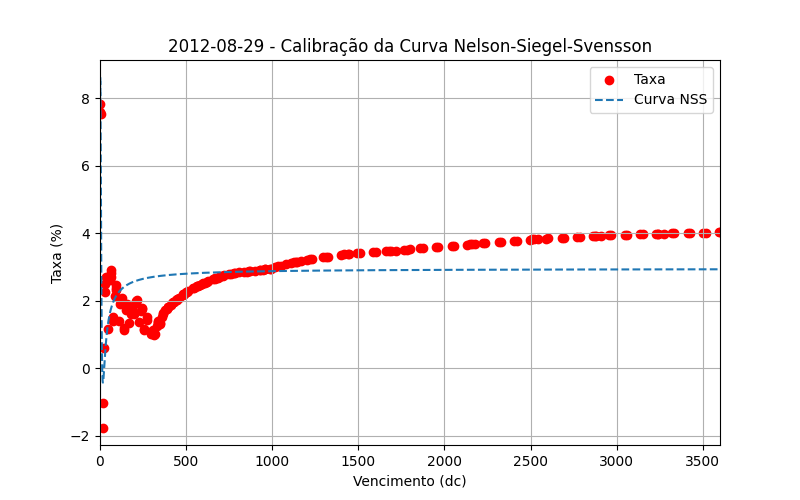 2012-08-29 - Calibração da Curva Nelson-Siegel-Svensson
Taxa
Curva NSS
Taxa (%)
8
6
4
2
0
−2
0 500 1000 1500 2000 2500 3000 3500
Vencimento (dc)